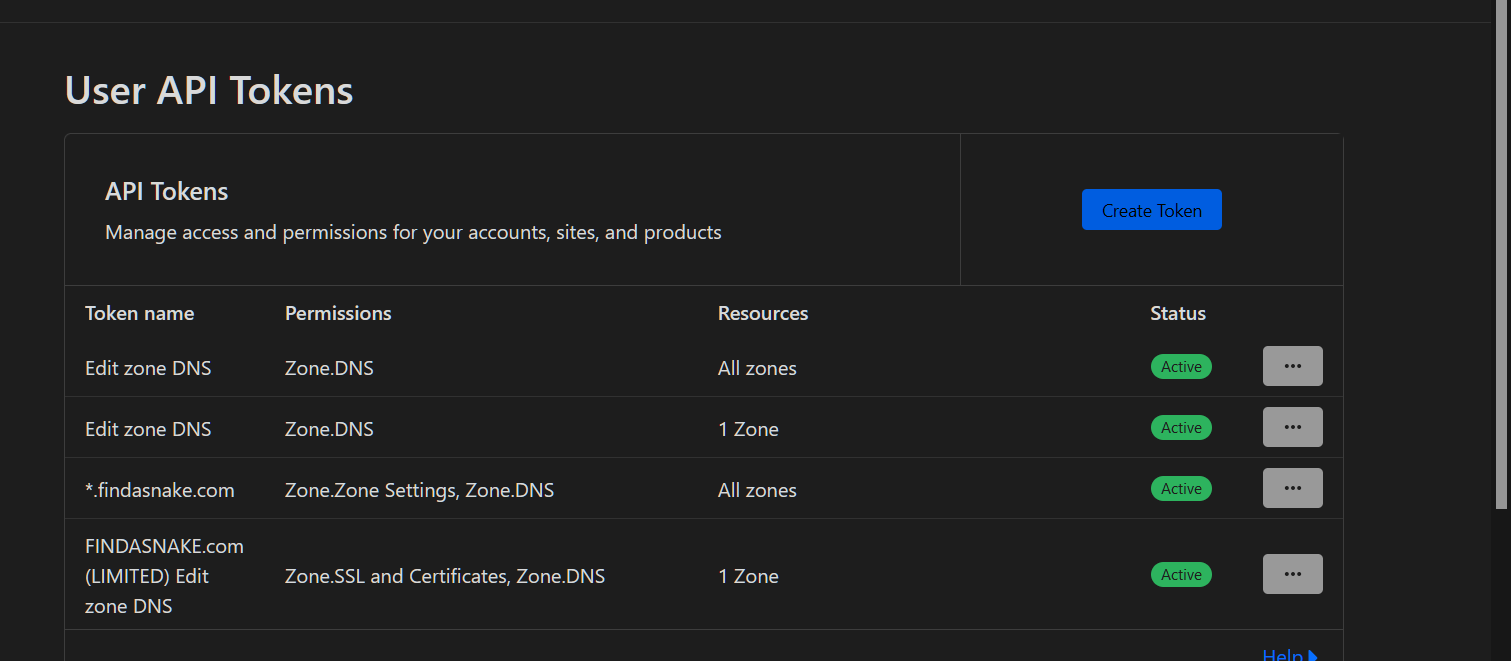 User API Tokens
API Tokens
Manage access and permissions for your accounts, sites, and products
Create Token
Token name Permissions Resources Status
Edit zone DNS Zone.DNS All zones Active
Edit zone DNS Zone.DNS 1 Zone Active
*.findasnake.com Zone.Zone Settings, Zone.DNS All zones Active
FINDASNAKE.com
(LIMITED) Edit Zone.SSL and Certificates, Zone.DNS 1 Zone Active
zone DNS
Help